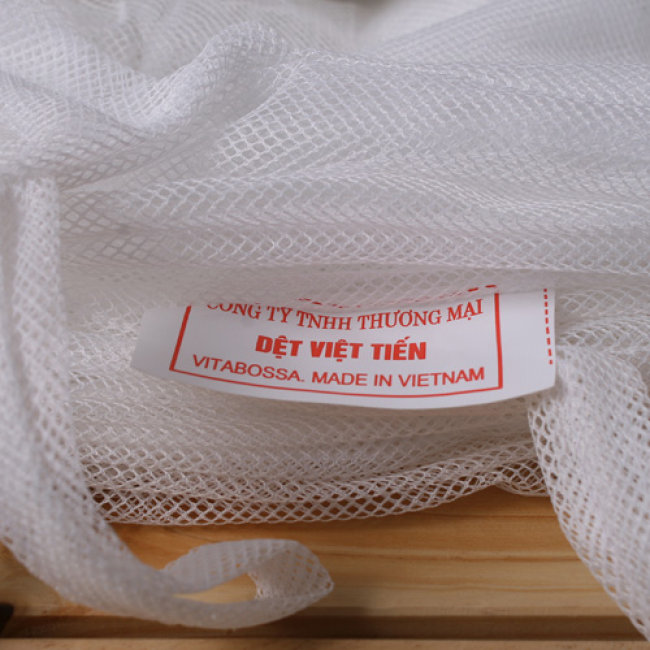 CÔNG TY TNHH THƯƠNG MẠI
DỆT VIỆT TIẾN
VITABOSSA. MADE IN VIETNAM